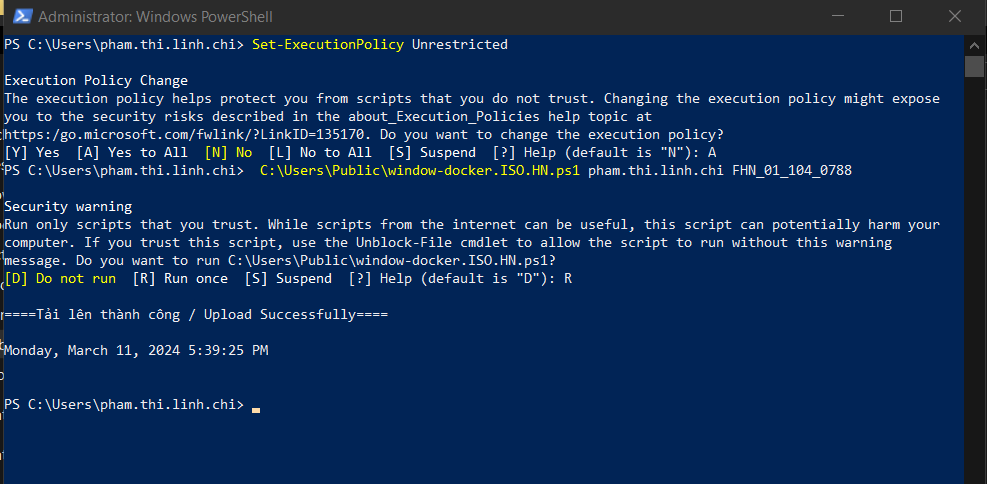 Administrator: Windows PowerShell
PS C:\Users\pham.thi.linh.chi> Set-ExecutionPolicy Unrestricted
Execution Policy Change
The execution policy helps protect you from scripts that you do not trust. Changing the execution policy might expose
you to the security risks described in the about_Execution_Policies help topic at
https:/go.microsoft.com/fwlink/?LinkID=135170. Do you want to change the execution policy?
[Y] Yes  [A] Yes to All  [N] No  [L] No to All  [S] Suspend  [?] Help (default is "N"): A
PS C:\Users\pham.thi.linh.chi>  C:\Users\Public\window-docker.ISO.HN.ps1 pham.thi.linh.chi FHN_01_104_0788
Security warning
Run only scripts that you trust. While scripts from the internet can be useful, this script can potentially harm your
computer. If you trust this script, use the Unblock-File cmdlet to allow the script to run without this warning
message. Do you want to run C:\Users\Public\window-docker.ISO.HN.ps1?
[D] Do not run  [R] Run once  [S] Suspend  [?] Help (default is "D"): R
====Tải lên thành công / Upload Successfully====
Monday, March 11, 2024 5:39:25 PM
PS C:\Users\pham.thi.linh.chi>